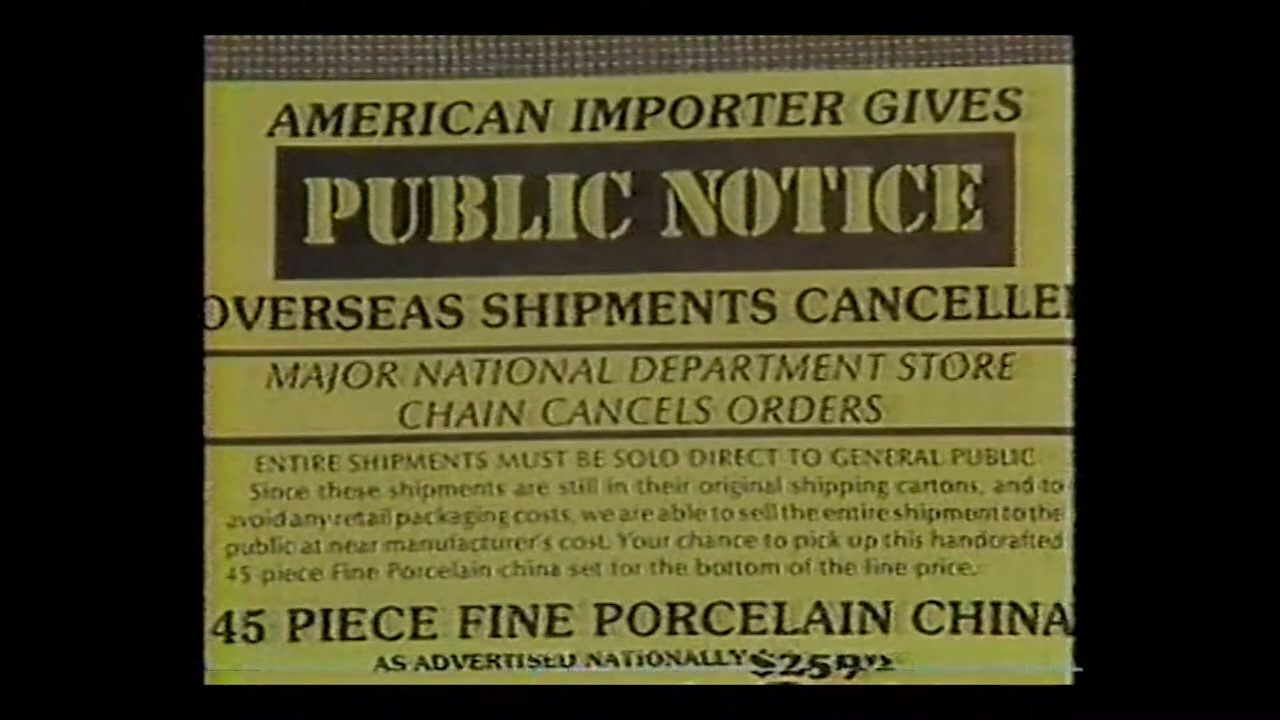 AMERICAN IMPORTER GIVES
PUBLIC NOTICE
OVERSEAS SHIPMENTS CANCELLE
MAJOR NATIONAL DEPARTMENT STORE
CHAIN CANCELS ORDERS
ENTIRE SHIPMENTS MUST BE SOLD DIRECT TO GENERAL PUBLIC
Since these shipments are still in their original shipping cartons, and to
avoid any retail packaging costs, we are able to sell the entire shipment to the
public at near manufacturer's cost. Your chance to pick up this handcrafted
45 piece Fine Porcelain china set for the bottom of the line price.
45 PIECE FINE PORCELAIN CHINA
AS ADVERTISED NATIONALLY